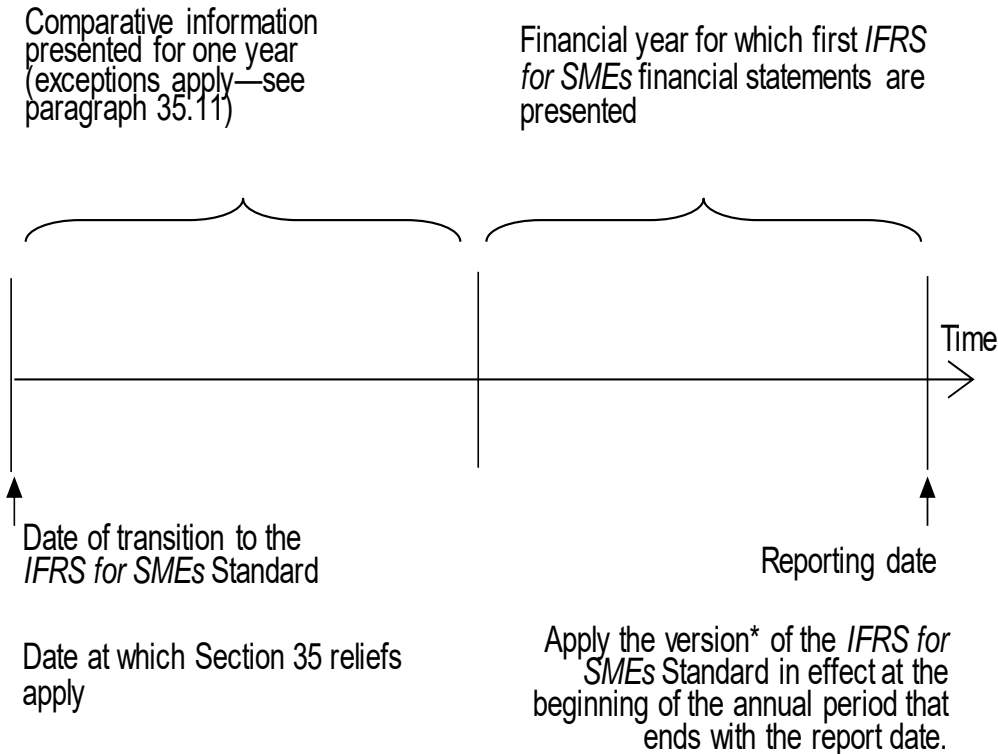 Comparative information
presented for one year
(exceptions apply—see
paragraph 35.11)
Financial year for which first IFRS
for SMEs financial statements are
presented
Time
Date of transition to the
IFRS for SMEs Standard
Date at which Section 35 reliefs
apply
Reporting date
Apply the version* of the IFRS for
SMEs Standard in effect at the
beginning of the annual period that
ends with the report date.